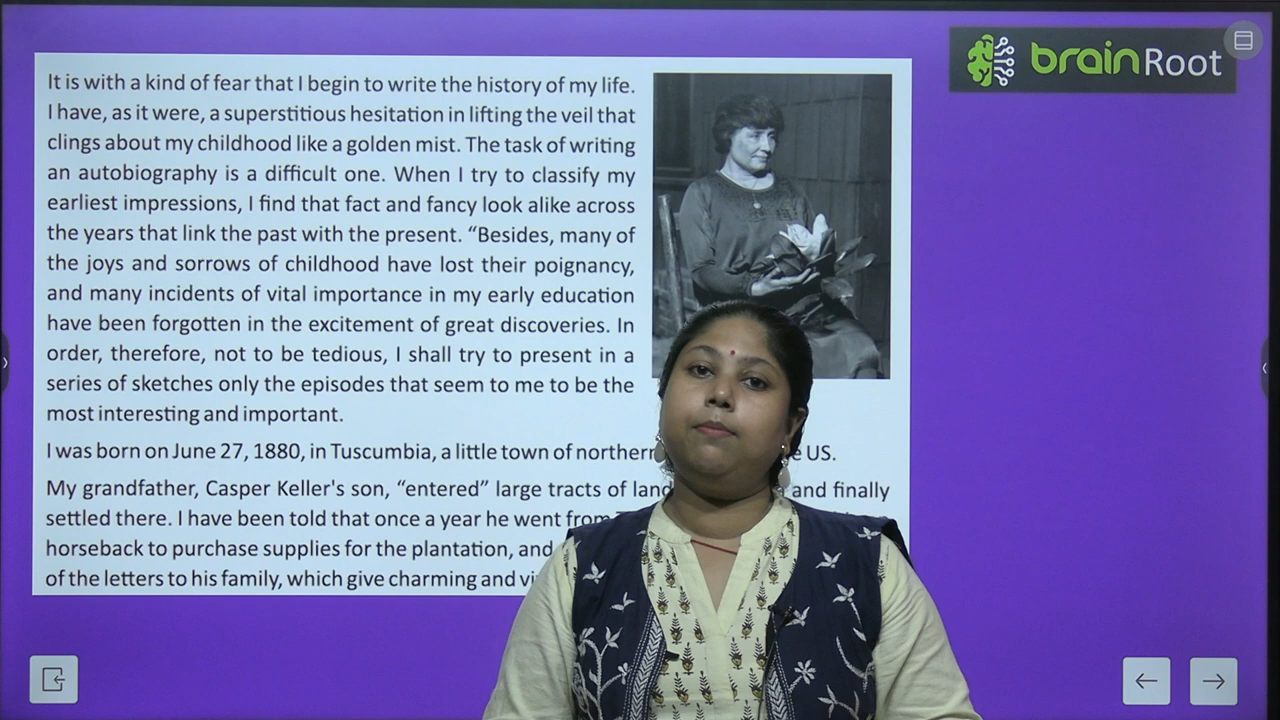 brainRoot
It is with a kind of fear that I begin to write the history of my life.
I have, as it were, a superstitious hesitation in lifting the veil that
clings about my childhood like a golden mist. The task of writing
an autobiography is a difficult one. When I try to classify my
earliest impressions, I find that fact and fancy look alike across
the years that link the past with the present. “Besides, many of
the joys and sorrows of childhood have lost their poignancy,
and many incidents of vital importance in my early education
have been forgotten in the excitement of great discoveries. In
order, therefore, not to be tedious, I shall try to present in a
series of sketches only the episodes that seem to me to be the
most interesting and important.
I was born on June 27, 1880, in Tuscumbia, a little town of US.
My grandfather, Casper Keller's son, “entered” large tracts of and finally
settled there. I have been told that once a year he went from
horseback to purchase supplies for the plantation, and
of the letters to his family, which give charming and